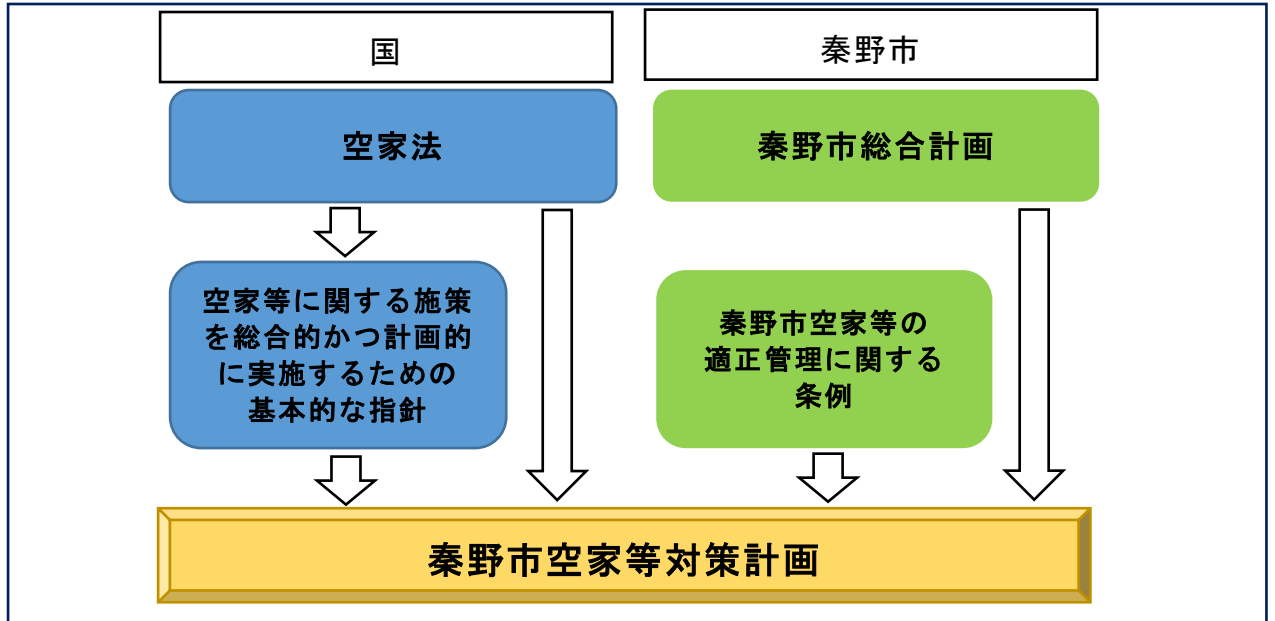 国
秦野市
空家法
秦野市総合計画
空家等に関する施策
を総合的かつ計画的
に実施するための
基本的な指針
秦野市空家等の
適正管理に関する
条例
秦野市空家等対策計画